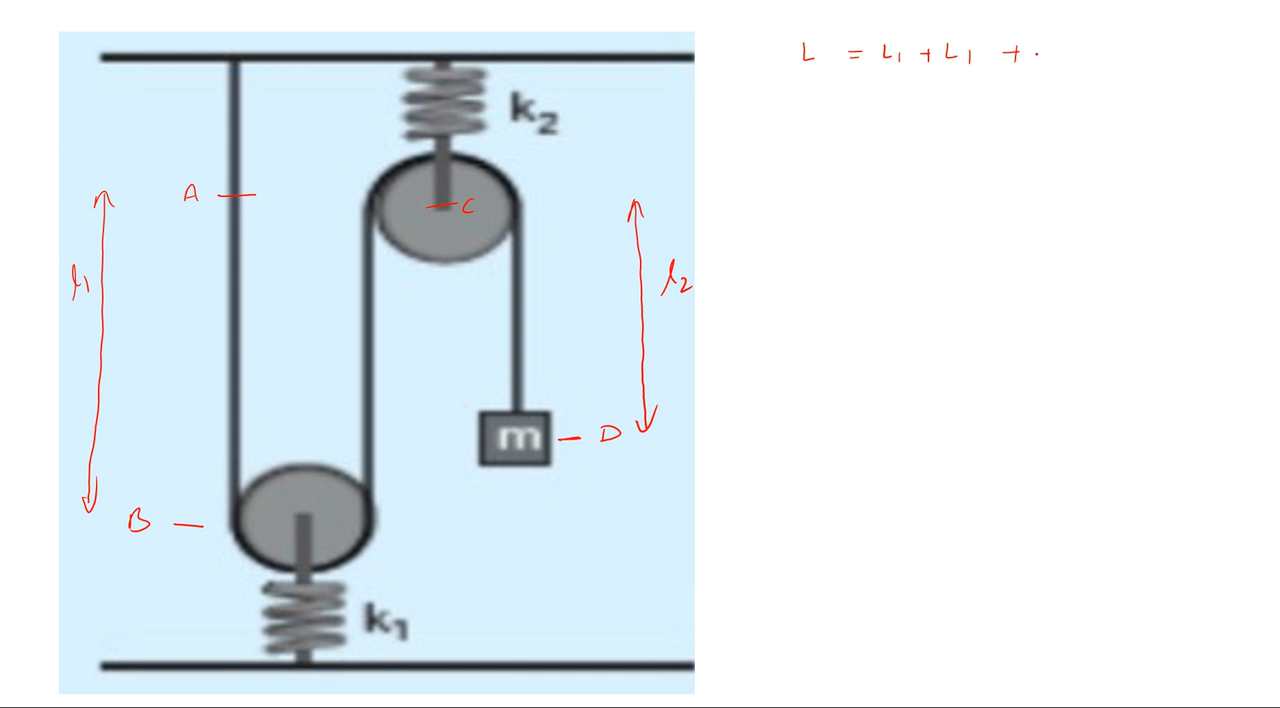 L = L₁ + L₁ + .
k₂
A
C
l₁
l₂
m
D
B
k₁